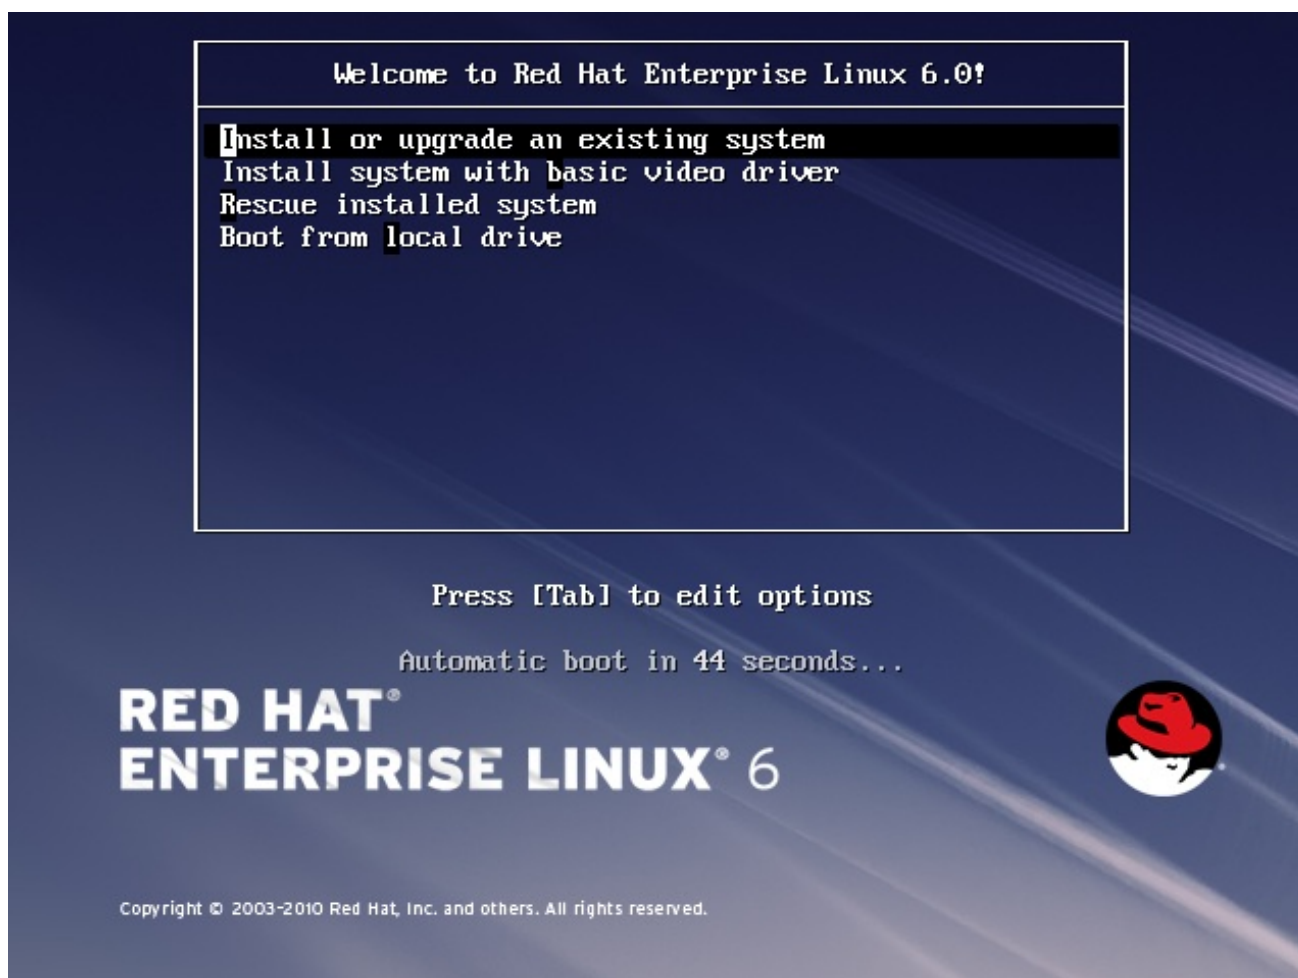 Welcome to Red Hat Enterprise Linux 6.0!
Install or upgrade an existing system
Install system with basic video driver
Rescue installed system
Boot from local drive
Press [Tab] to edit options
Automatic boot in 44 seconds...
RED HAT®
ENTERPRISE LINUX® 6
Copyright © 2003-2010 Red Hat, Inc. and others. All rights reserved.